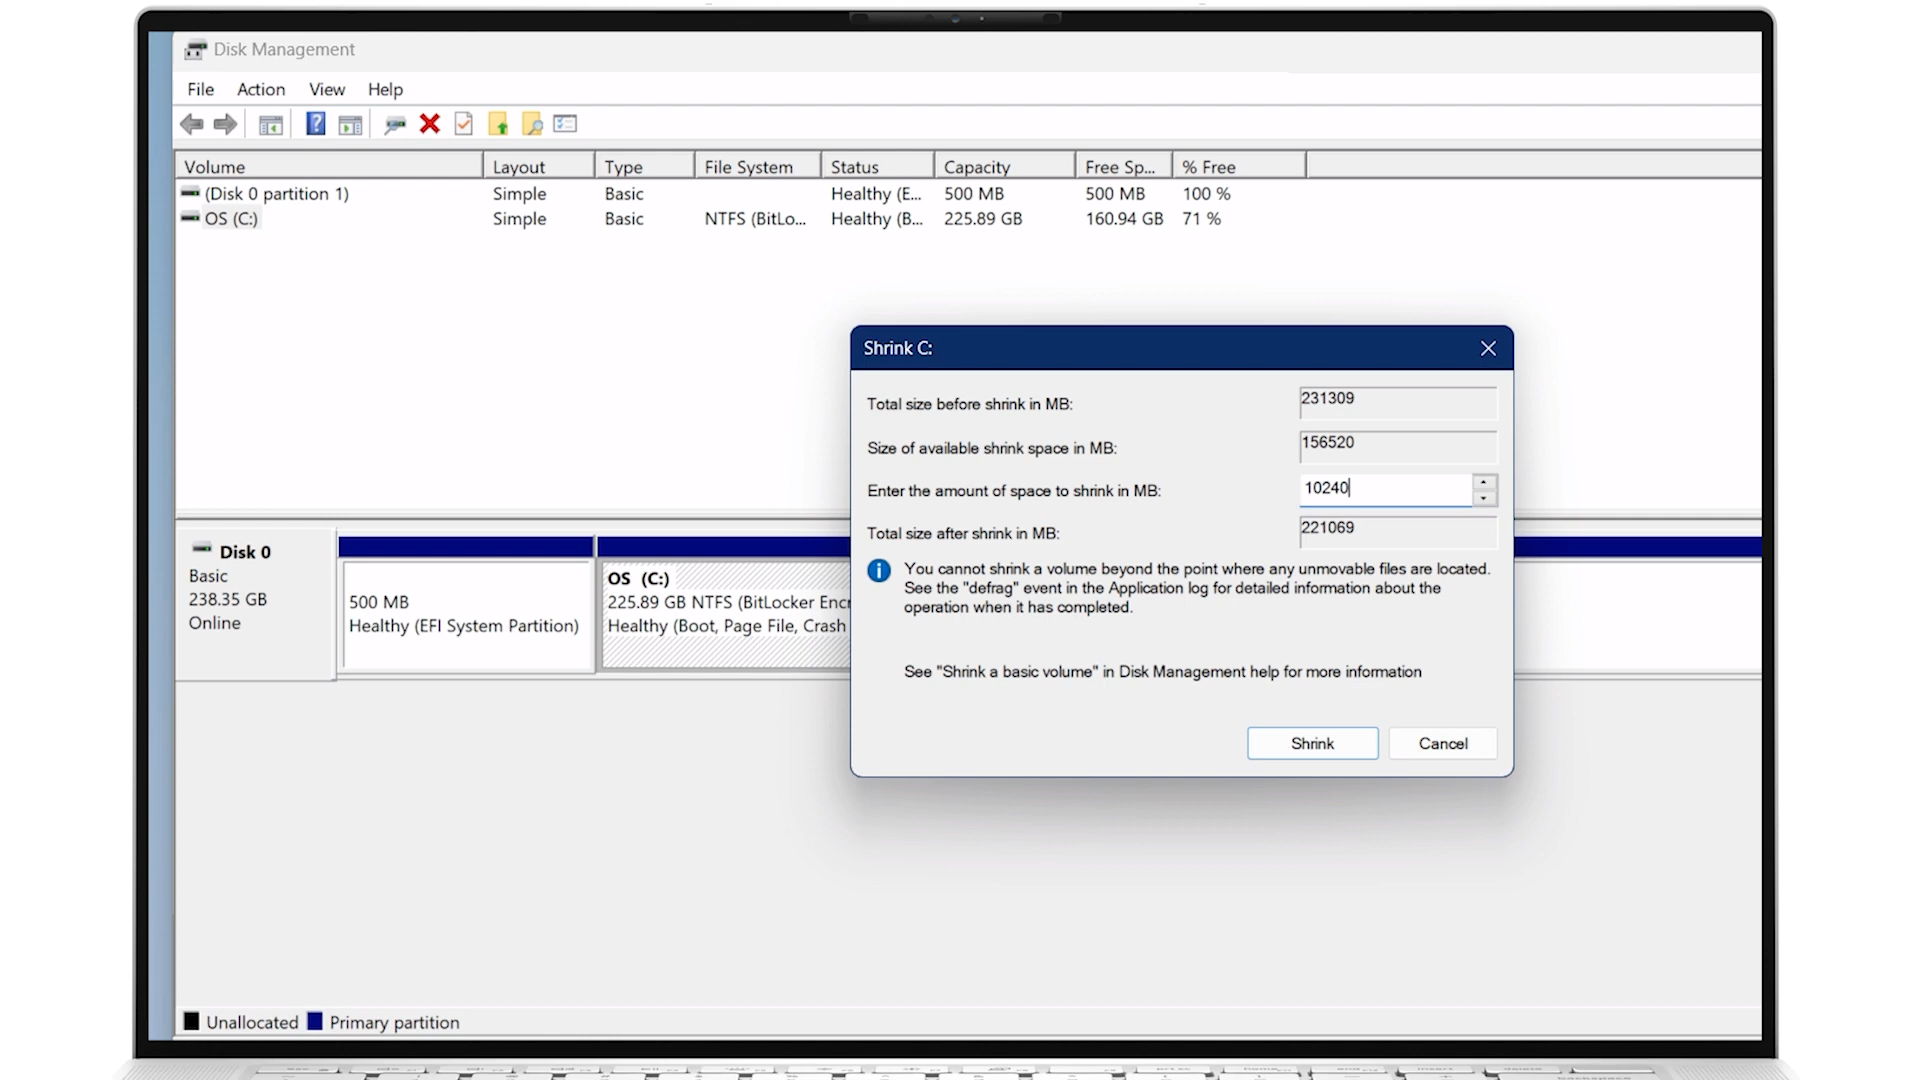 Disk Management
File Action View Help
Volume Layout Type File System Status Capacity Free Sp... % Free
(Disk 0 partition 1) Simple Basic Healthy (E... 500 MB 500 MB 100 %
OS (C:) Simple Basic NTFS (BitLo... Healthy (B... 225.89 GB 160.94 GB 71 %
Shrink C:
Total size before shrink in MB: 231309
Size of available shrink space in MB: 156520
Enter the amount of space to shrink in MB: 10240
Total size after shrink in MB: 221069
You cannot shrink a volume beyond the point where any unmovable files are located.
See the "defrag" event in the Application log for detailed information about the
operation when it has completed.
See "Shrink a basic volume" in Disk Management help for more information
Shrink Cancel
Disk 0
Basic
238.35 GB
Online
500 MB
Healthy (EFI System Partition)
OS (C:)
225.89 GB NTFS (BitLocker Encr
Healthy (Boot, Page File, Crash
Unallocated Primary partition